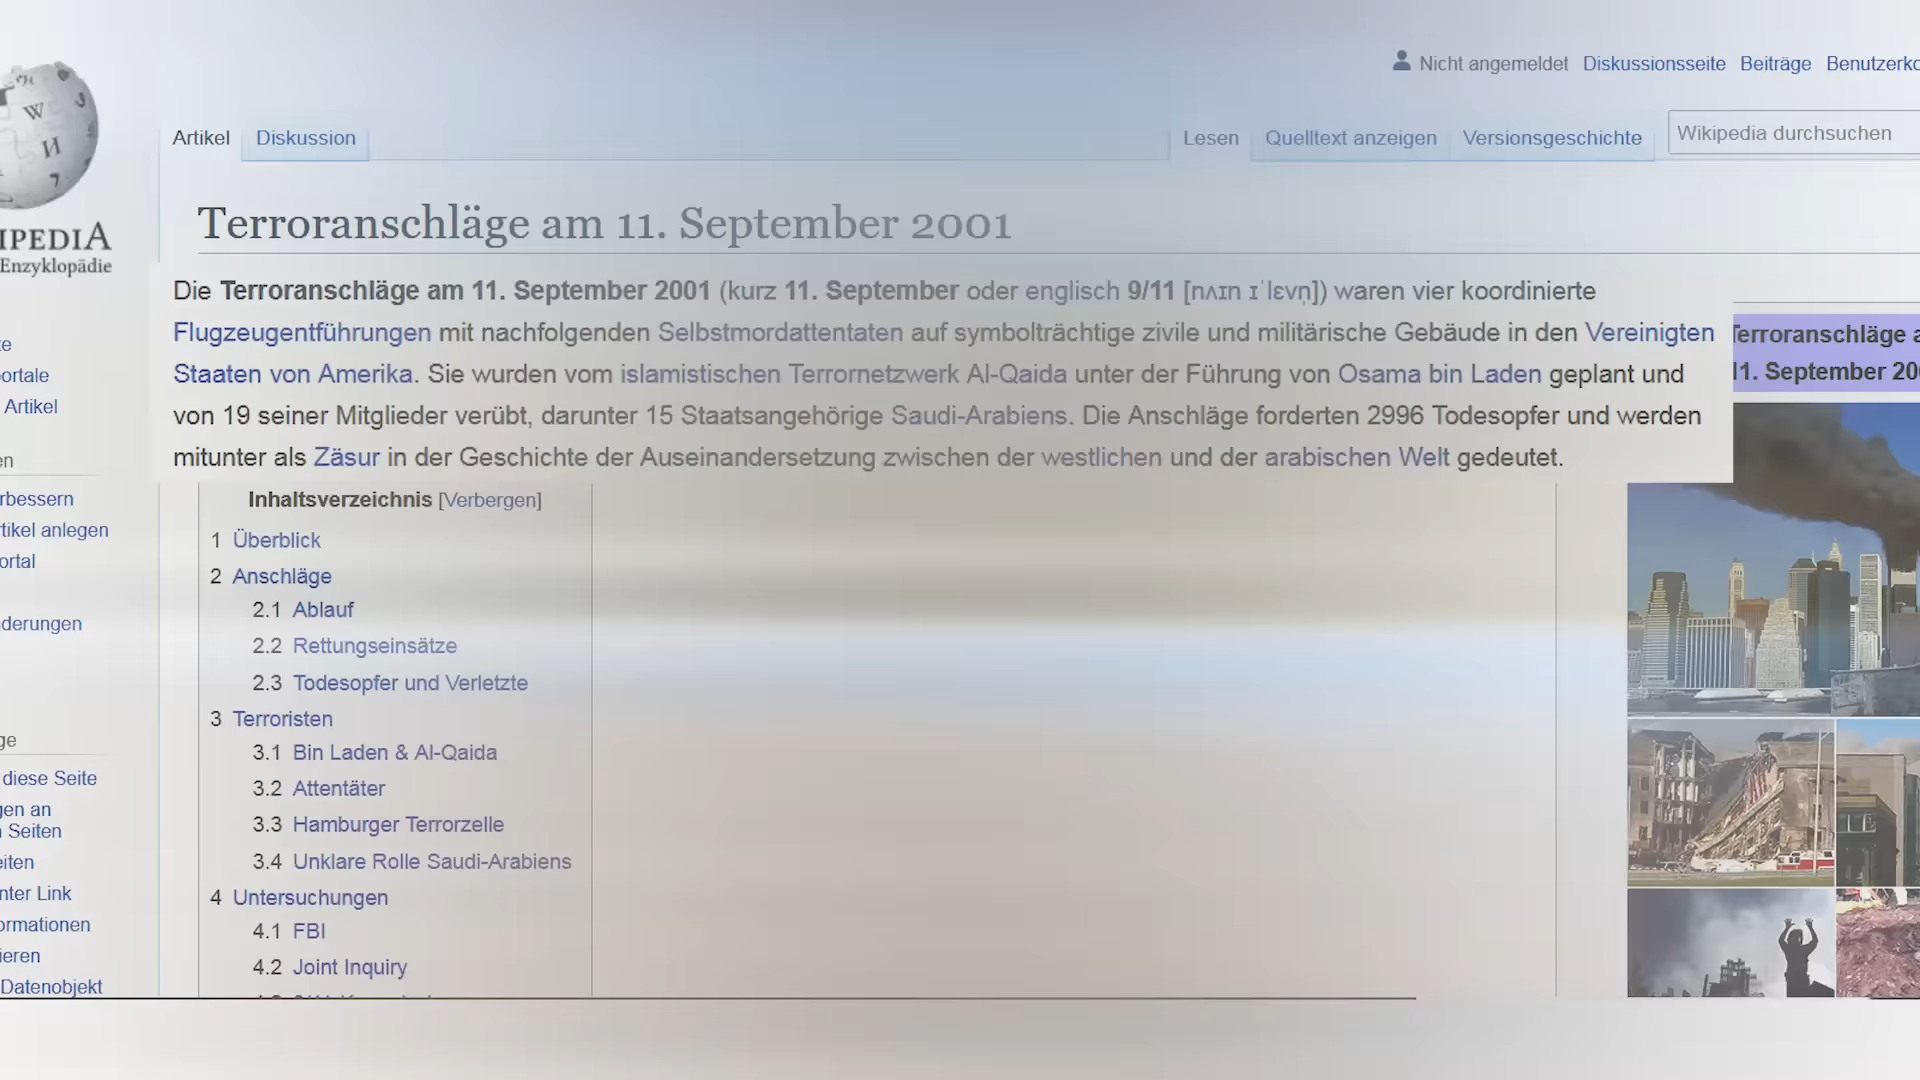 Nicht angemeldet Diskussionsseite Beiträge
Artikel Diskussion Lesen Quelltext anzeigen Versionsgeschichte Wikipedia durchsuchen
IPEDIA
Enzyklopädie
Terroranschläge am 11. September 2001
Die Terroranschläge am 11. September 2001 (kurz 11. September oder englisch 9/11 [nʌɪn ɪˈlɛvn̩]) waren vier koordinierte
Flugzeugentführungen mit nachfolgenden Selbstmordattentaten auf symbolträchtige zivile und militärische Gebäude in den Vereinigten
Staaten von Amerika. Sie wurden vom islamistischen Terrornetzwerk Al-Qaida unter der Führung von Osama bin Laden geplant und
von 19 seiner Mitglieder verübt, darunter 15 Staatsangehörige Saudi-Arabiens. Die Anschläge forderten 2996 Todesopfer und werden
mitunter als Zäsur in der Geschichte der Auseinandersetzung zwischen der westlichen und der arabischen Welt gedeutet.
Terroranschläge a
11. September 20
Inhaltsverzeichnis [Verbergen]
1 Überblick
2 Anschläge
2.1 Ablauf
2.2 Rettungseinsätze
2.3 Todesopfer und Verletzte
3 Terroristen
3.1 Bin Laden & Al-Qaida
3.2 Attentäter
3.3 Hamburger Terrorzelle
3.4 Unklare Rolle Saudi-Arabiens
4 Untersuchungen
4.1 FBI
4.2 Joint Inquiry
te
ortale
Artikel
en
rbessern
tikel anlegen
ortal
derungen
ge
diese Seite
gen an
Seiten
eiten
nter Link
ormationen
ieren
Datenobjekt